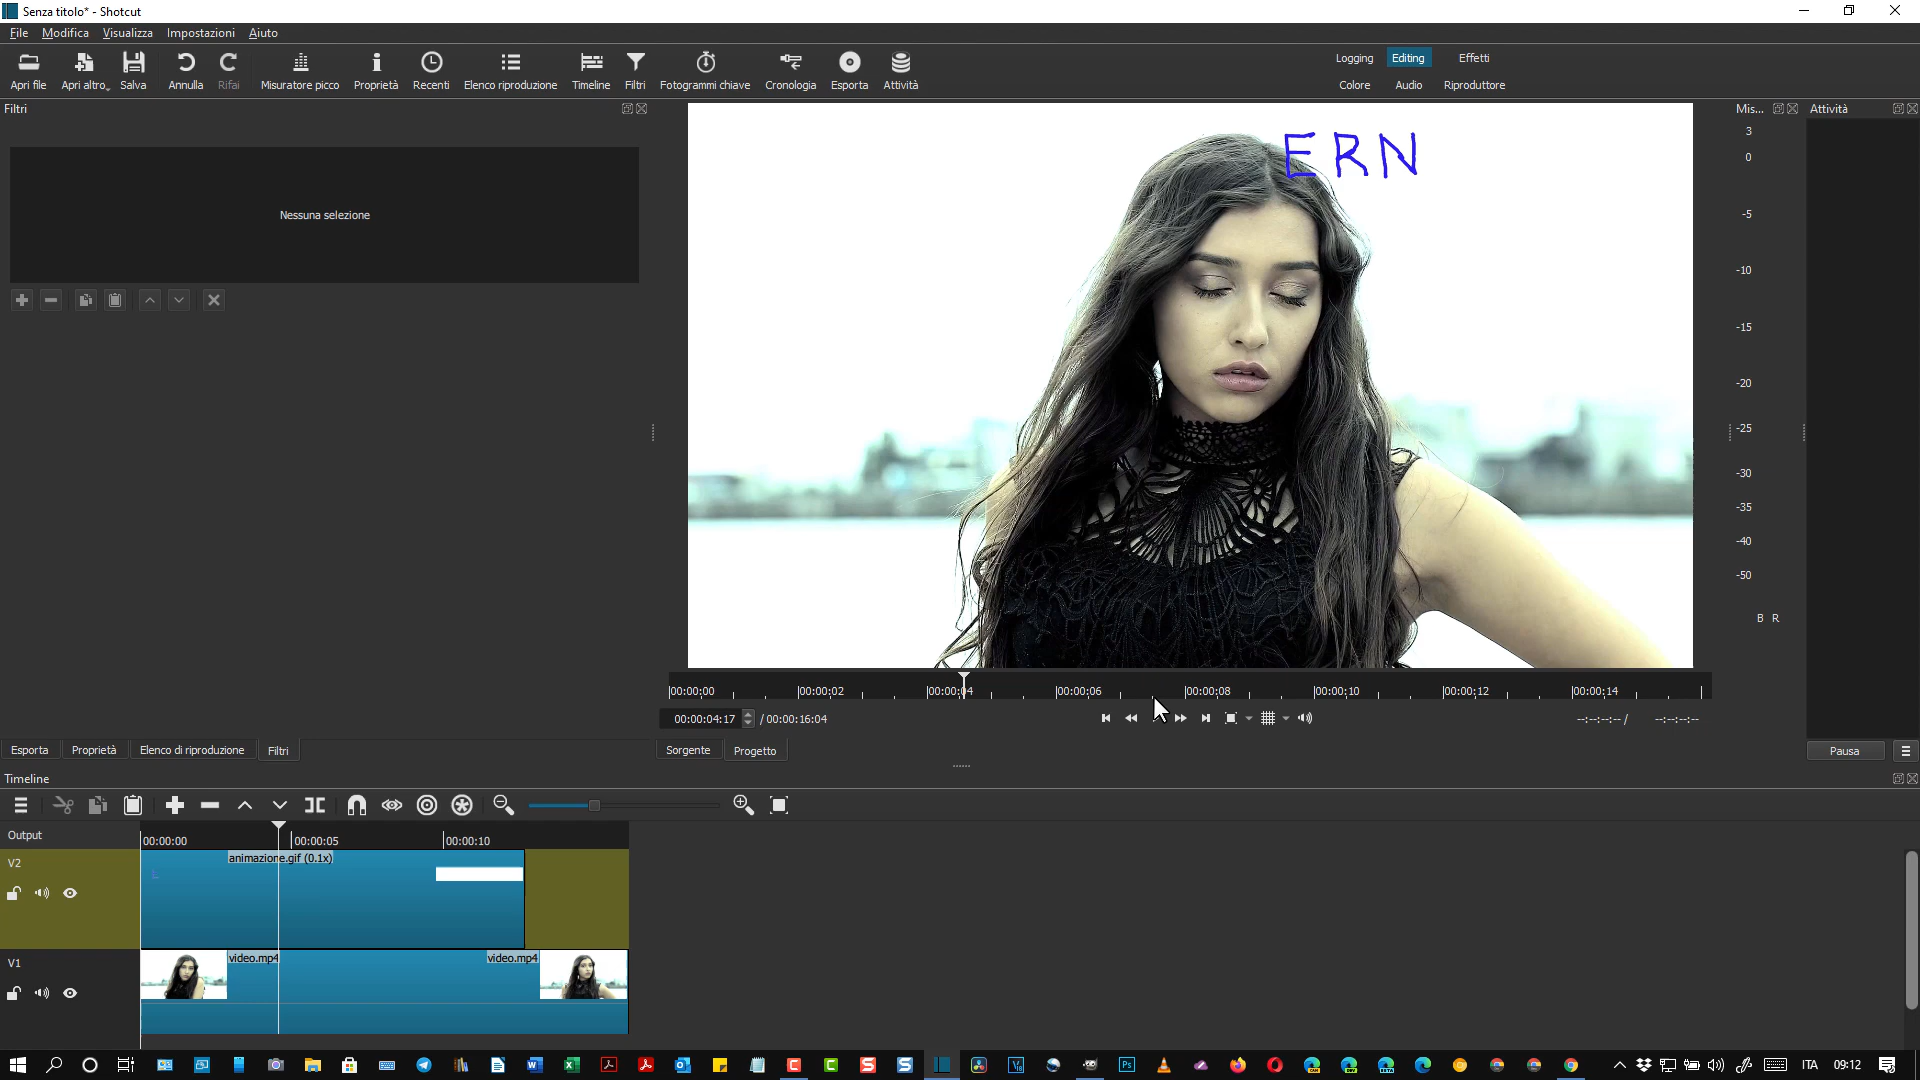 Senza titolo* - Shotcut
File Modifica Visualizza Impostazioni Aiuto
Apri file Apri altro.. Salva Annulla Rifai Misuratore picco Proprietà Recenti Elenco riproduzione Timeline Filtri Fotogrammi chiave Cronologia Esporta Attività
Logging Editing Effetti
Colore Audio Riproduttore
Filtri
Nessuna selezione
ERN
Mis... Attività
3
0
-5
-10
-15
-20
-25
-30
-35
-40
-50
B R
00:00;00 00:00;02 00:00;04 00:00;06 00:00;08 00:00;10 00:00;12 00:00;14
00:00:04:17 / 00:00:16:04 --:--:--:-- / --:--:--:--
Esporta Proprietà Elenco di riproduzione Filtri Sorgente Progetto Pausa
Timeline
Output 00:00:00 00:00:05 00:00:10
V2 animazione.gif (0.1x)
V1 video.mp4 video.mp4
ITA 09:12